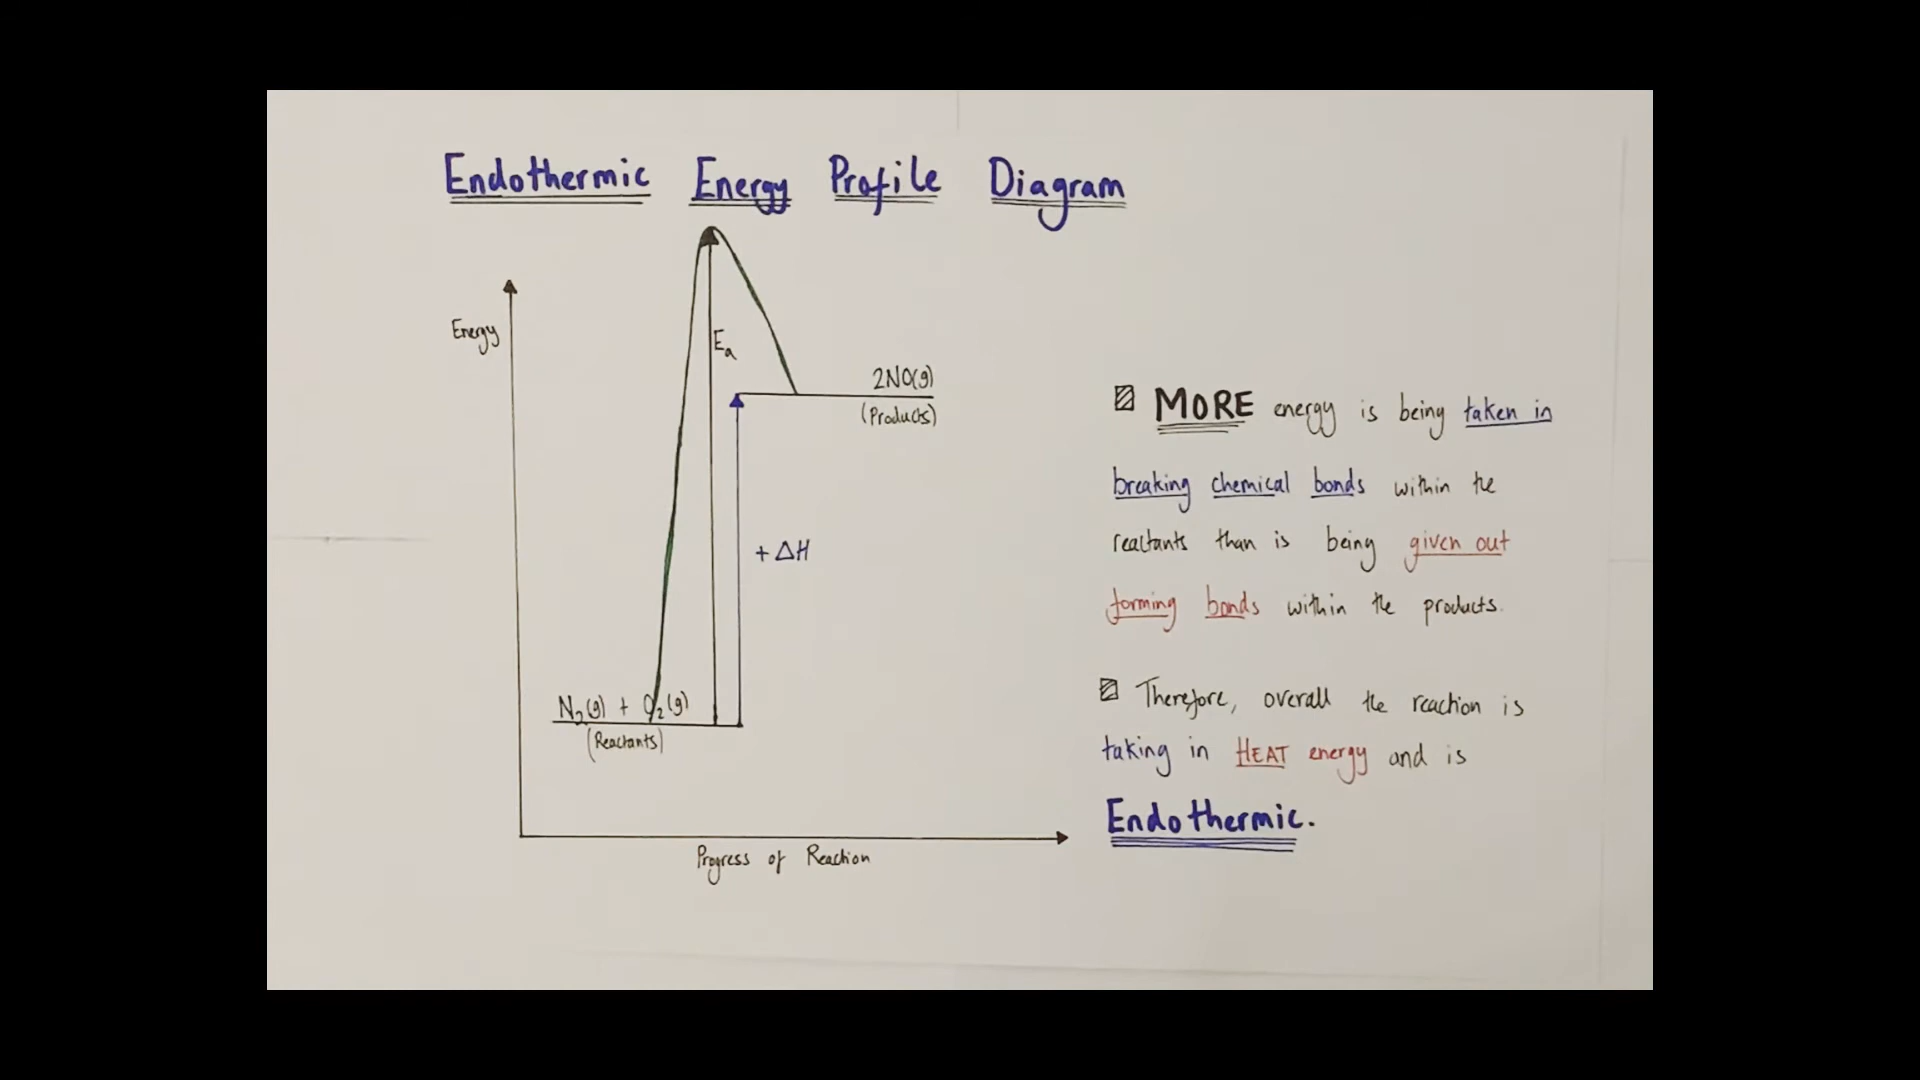 Endothermic Energy Profile Diagram
Energy
Ea
2NO(g)
(Products)
+ ΔH
N₂(g) + O₂(g)
(Reactants)
Progress of Reaction
MORE energy is being taken in
breaking chemical bonds within the
reactants than is being given out
forming bonds within the products.
Therefore, overall the reaction is
taking in HEAT energy and is
Endothermic.